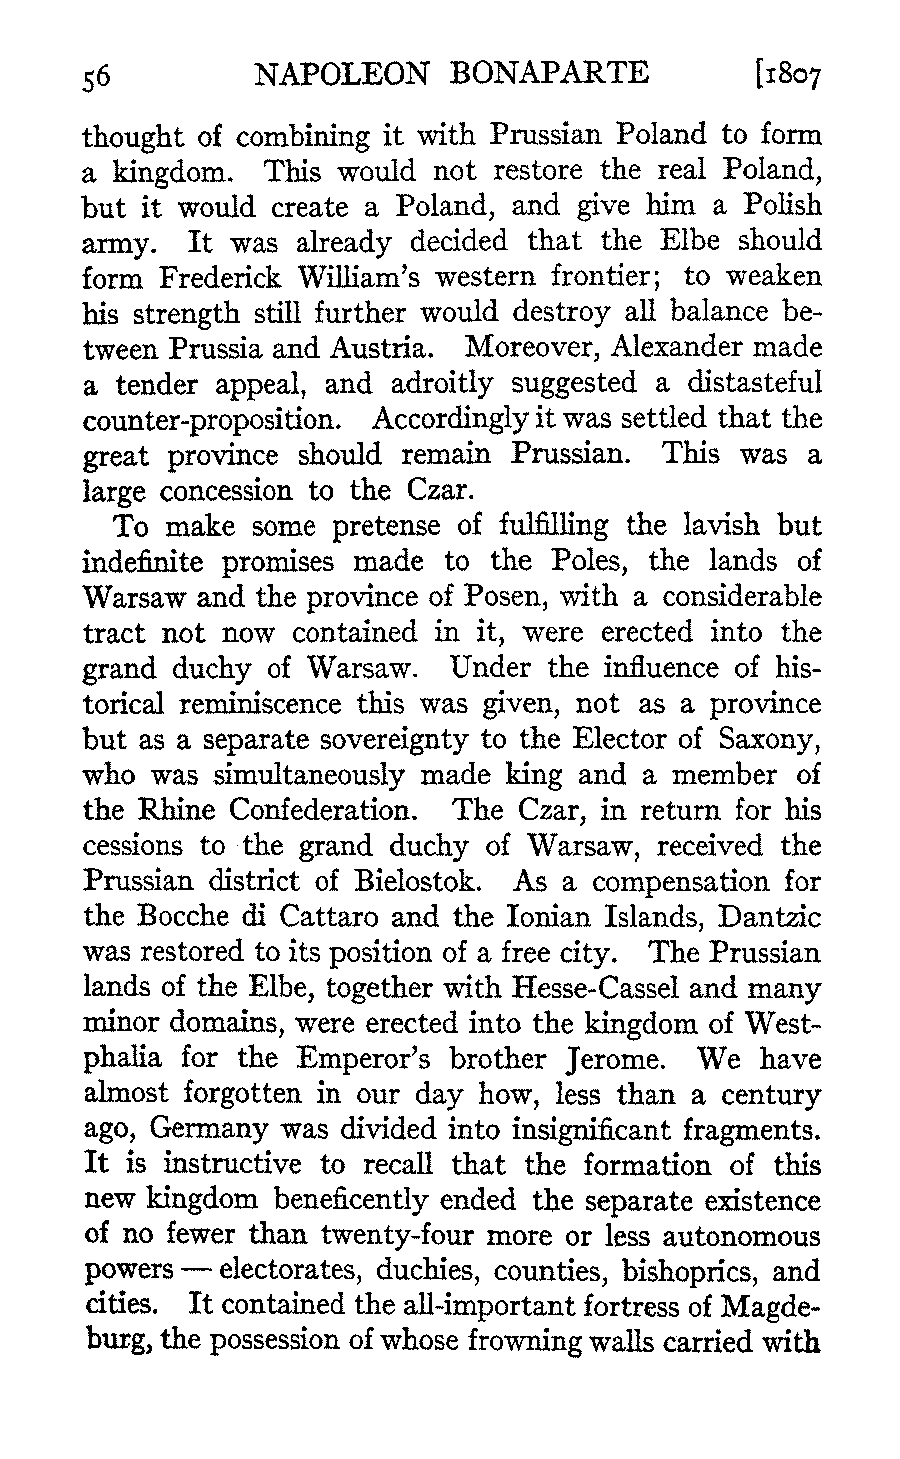 56 NAPOLEON BONAPARTE [1807
thought of combining it with Prussian Poland to form
a kingdom. This would not restore the real Poland,
but it would create a Poland, and give him a Polish
army. It was already decided that the Elbe should
form Frederick William's western frontier; to weaken
his strength still further would destroy all balance be-
tween Prussia and Austria. Moreover, Alexander made
a tender appeal, and adroitly suggested a distasteful
counter-proposition. Accordingly it was settled that the
great province should remain Prussian. This was a
large concession to the Czar.
To make some pretense of fulfilling the lavish but
indefinite promises made to the Poles, the lands of
Warsaw and the province of Posen, with a considerable
tract not now contained in it, were erected into the
grand duchy of Warsaw. Under the influence of his-
torical reminiscence this was given, not as a province
but as a separate sovereignty to the Elector of Saxony,
who was simultaneously made king and a member of
the Rhine Confederation. The Czar, in return for his
cessions to the grand duchy of Warsaw, received the
Prussian district of Bielostok. As a compensation for
the Bocche di Cattaro and the Ionian Islands, Dantzic
was restored to its position of a free city. The Prussian
lands of the Elbe, together with Hesse-Cassel and many
minor domains, were erected into the kingdom of West-
phalia for the Emperor's brother Jerome. We have
almost forgotten in our day how, less than a century
ago, Germany was divided into insignificant fragments.
It is instructive to recall that the formation of this
new kingdom beneficently ended the separate existence
of no fewer than twenty-four more or less autonomous
powers — electorates, duchies, counties, bishoprics, and
cities. It contained the all-important fortress of Magde-
burg, the possession of whose frowning walls carried with